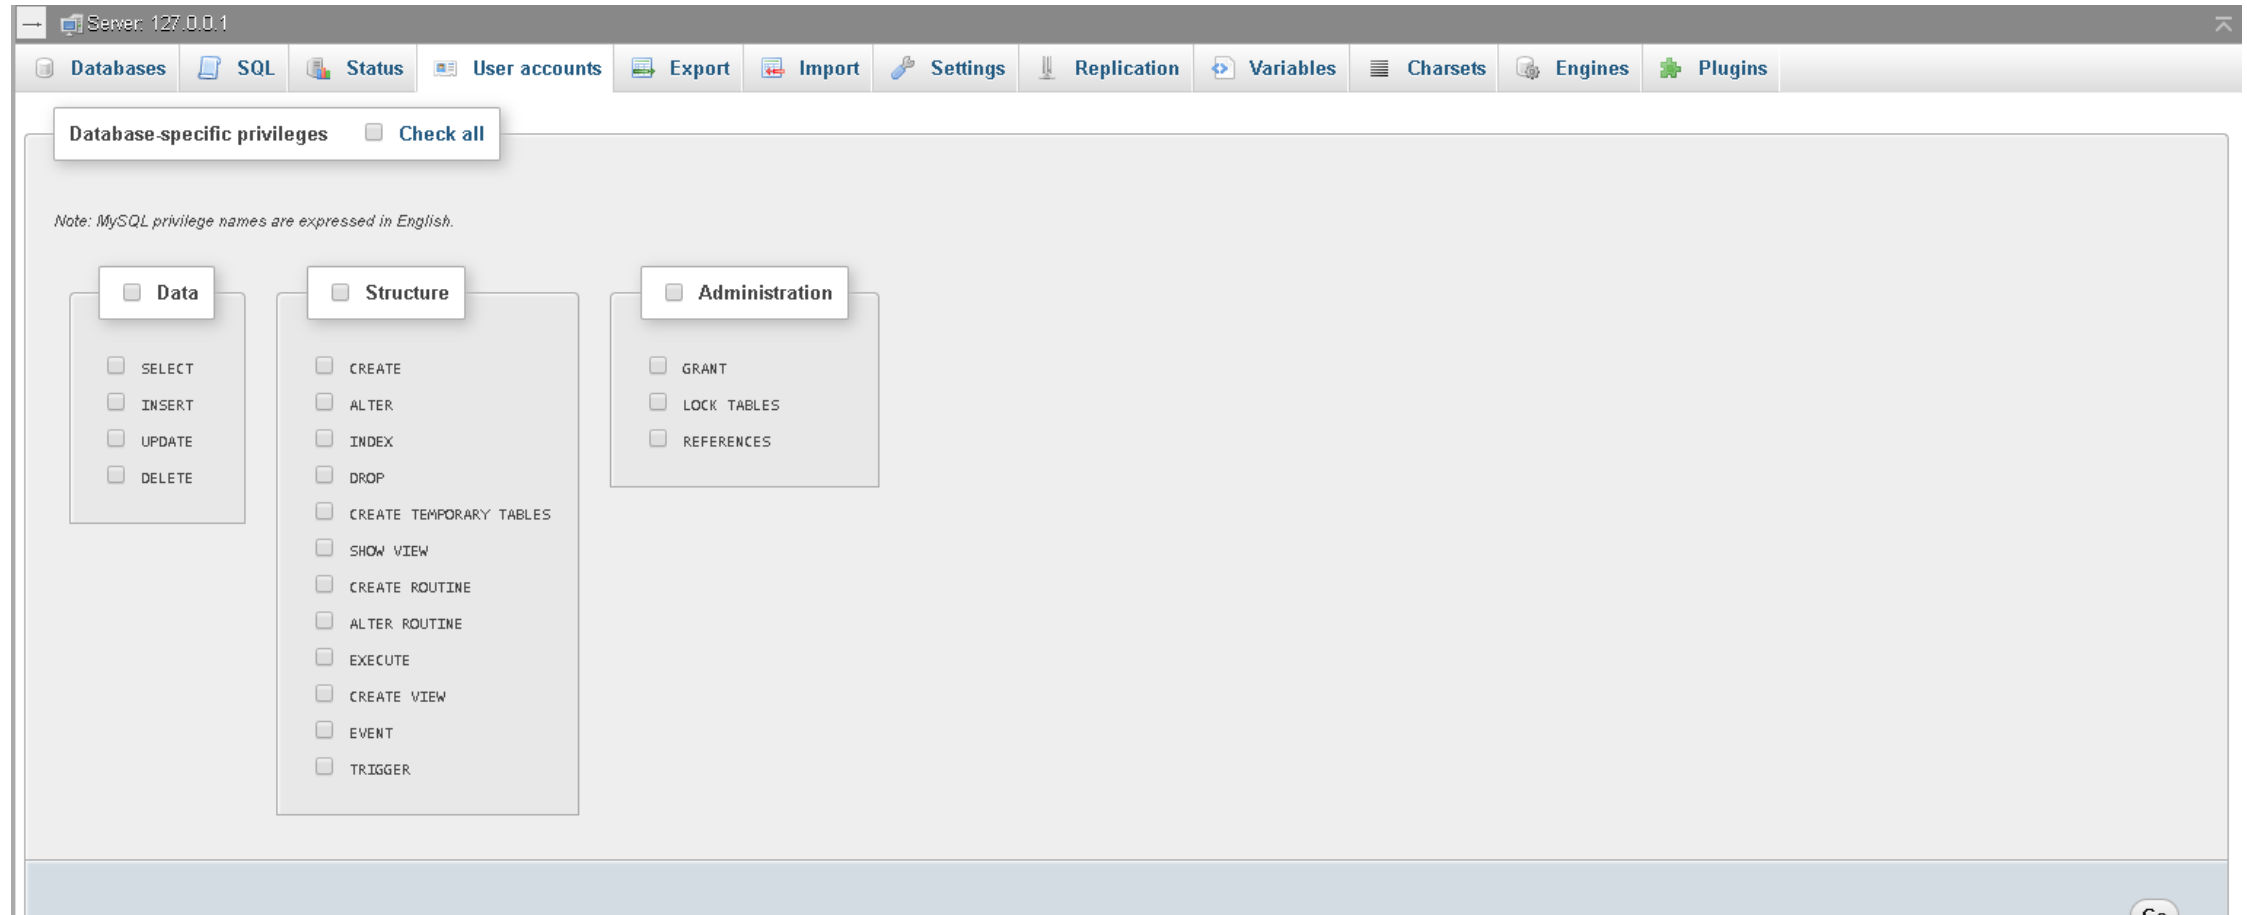 Server: 127.0.0.1
Databases SQL Status User accounts Export Import Settings Replication Variables Charsets Engines Plugins
Database-specific privileges Check all
Note: MySQL privilege names are expressed in English.
Data
SELECT
INSERT
UPDATE
DELETE
Structure
CREATE
ALTER
INDEX
DROP
CREATE TEMPORARY TABLES
SHOW VIEW
CREATE ROUTINE
ALTER ROUTINE
EXECUTE
CREATE VIEW
EVENT
TRIGGER
Administration
GRANT
LOCK TABLES
REFERENCES
Go